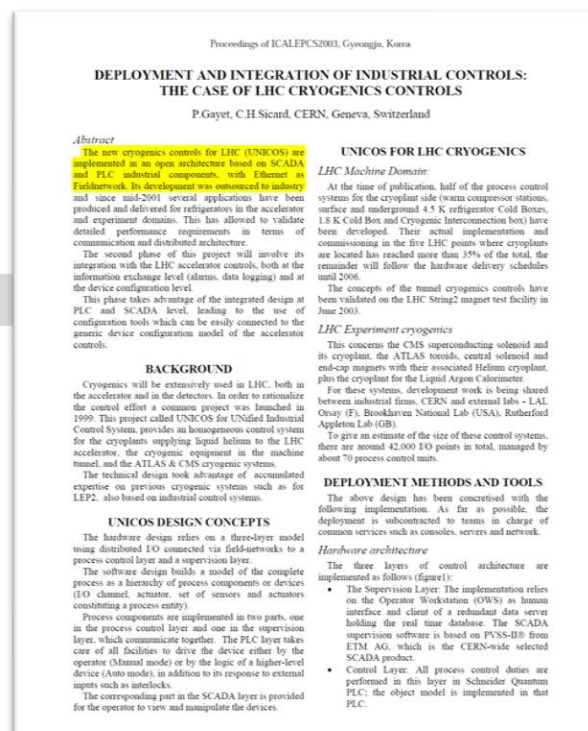 Proceedings of ICALEPCS2003, Gyeongju, Korea
DEPLOYMENT AND INTEGRATION OF INDUSTRIAL CONTROLS:
THE CASE OF LHC CRYOGENICS CONTROLS
P.Gayet, C.H.Sicard, CERN, Geneva, Switzerland
Abstract
The new cryogenics controls for LHC (UNICOS) are
implemented in an open architecture based on SCADA
and PLC industrial components, with Ethernet as
Fieldnetwork. Its development was outsourced to industry
and since mid-2001 several applications have been
produced and delivered for refrigerators in the accelerator
and experiment domains. This has allowed to validate
detailed performance requirements in terms of
communication and distributed architecture.
The second phase of this project will involve its
integration with the LHC accelerator controls, both at the
information exchange level (alarms, data logging) and at
the device configuration level.
This phase takes advantage of the integrated design at
PLC and SCADA level, leading to the use of
configuration tools which can be easily connected to the
generic device configuration model of the accelerator
controls.
BACKGROUND
Cryogenics will be extensively used in LHC, both in
the accelerator and in the detectors. In order to rationalize
the control effort a common project was launched in
1999. This project called UNICOS for UNified Industrial
Control System, provides an homogeneous control system
for the cryoplants supplying liquid helium to the LHC
accelerator, the cryogenic equipment in the machine
tunnel, and the ATLAS & CMS cryogenic systems.
The technical design took advantage of accumulated
expertise on previous cryogenic systems such as for
LEP2, also based on industrial control systems.
UNICOS DESIGN CONCEPTS
The hardware design relies on a three-layer model
using distributed I/O connected via field-networks to a
process control layer and a supervision layer.
The software design builds a model of the complete
process as a hierarchy of process components or devices
(I/O channel, actuator, set of sensors and actuators
constituting a process entity).
Process components are implemented in two parts, one
in the process control layer and one in the supervision
layer, which communicate together. The PLC layer takes
care of all facilities to drive the device either by the
operator (Manual mode) or by the logic of a higher-level
device (Auto mode), in addition to its response to external
inputs such as interlocks.
The corresponding part in the SCADA layer is provided
for the operator to view and manipulate the devices.
UNICOS FOR LHC CRYOGENICS
LHC Machine Domain:
At the time of publication, half of the process control
systems for the cryoplant side (warm compressor stations,
surface and underground 4.5 K refrigerator Cold Boxes,
1.8 K Cold Box and Cryogenic Interconnection box) have
been developed. Their actual implementation and
commissioning in the five LHC points where cryoplants
are located has reached more than 35% of the total, the
remainder will follow the hardware delivery schedules
until 2006.
The concepts of the tunnel cryogenics controls have
been validated on the LHC String2 magnet test facility in
June 2003.
LHC Experiment cryogenics
This concerns the CMS superconducting solenoid and
its cryoplant, the ATLAS toroids, central solenoid and
end-cap magnets with their associated Helium cryoplant,
plus the cryoplant for the Liquid Argon Calorimeter.
For these systems, development work is being shared
between industrial firms, CERN and external labs - LAL
Orsay (F), Brookhaven National Lab (USA), Rutherford
Appleton Lab (GB).
To give an estimate of the size of these control systems,
there are around 42,000 I/O points in total, managed by
about 70 process control units.
DEPLOYMENT METHODS AND TOOLS
The above design has been concretised with the
following implementation. As far as possible, the
deployment is subcontracted to teams in charge of
common services such as consoles, servers and network.
Hardware architecture
The three layers of control architecture are
implemented as follows (figure1):
• The Supervision Layer: The implementation relies
on the Operator Workstation (OWS) as human
interface and client of a redundant data server
holding the real time database. The SCADA
supervision software is based on PVSS-II® from
ETM AG, which is the CERN-wide selected
SCADA product.
• Control Layer: All process control duties are
performed in this layer in Schneider Quantum
PLC; the object model is implemented in that
PLC.